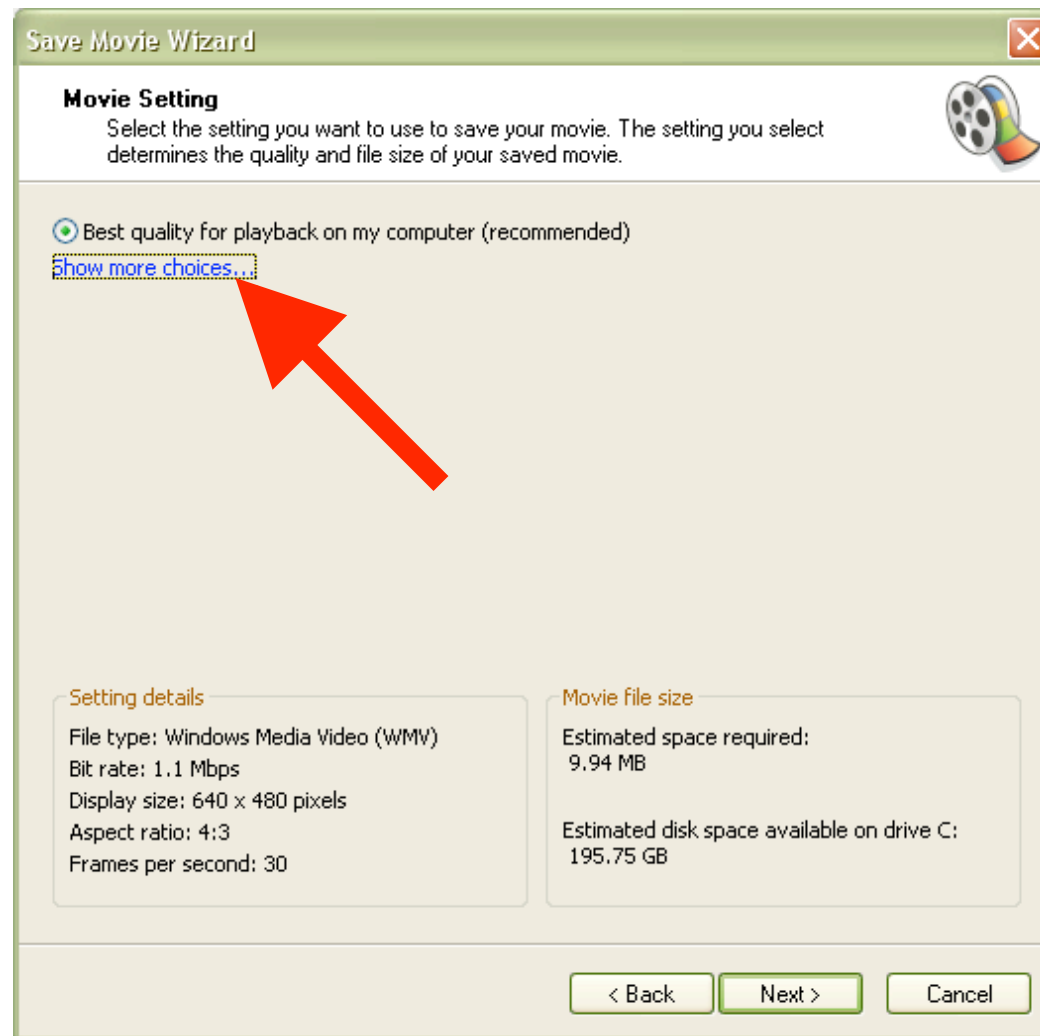 Save Movie Wizard
Movie Setting
Select the setting you want to use to save your movie. The setting you select
determines the quality and file size of your saved movie.
Best quality for playback on my computer (recommended)
Show more choices...
Setting details
File type: Windows Media Video (WMV)
Bit rate: 1.1 Mbps
Display size: 640 x 480 pixels
Aspect ratio: 4:3
Frames per second: 30
Movie file size
Estimated space required:
9.94 MB
Estimated disk space available on drive C:
195.75 GB
< Back
Next >
Cancel